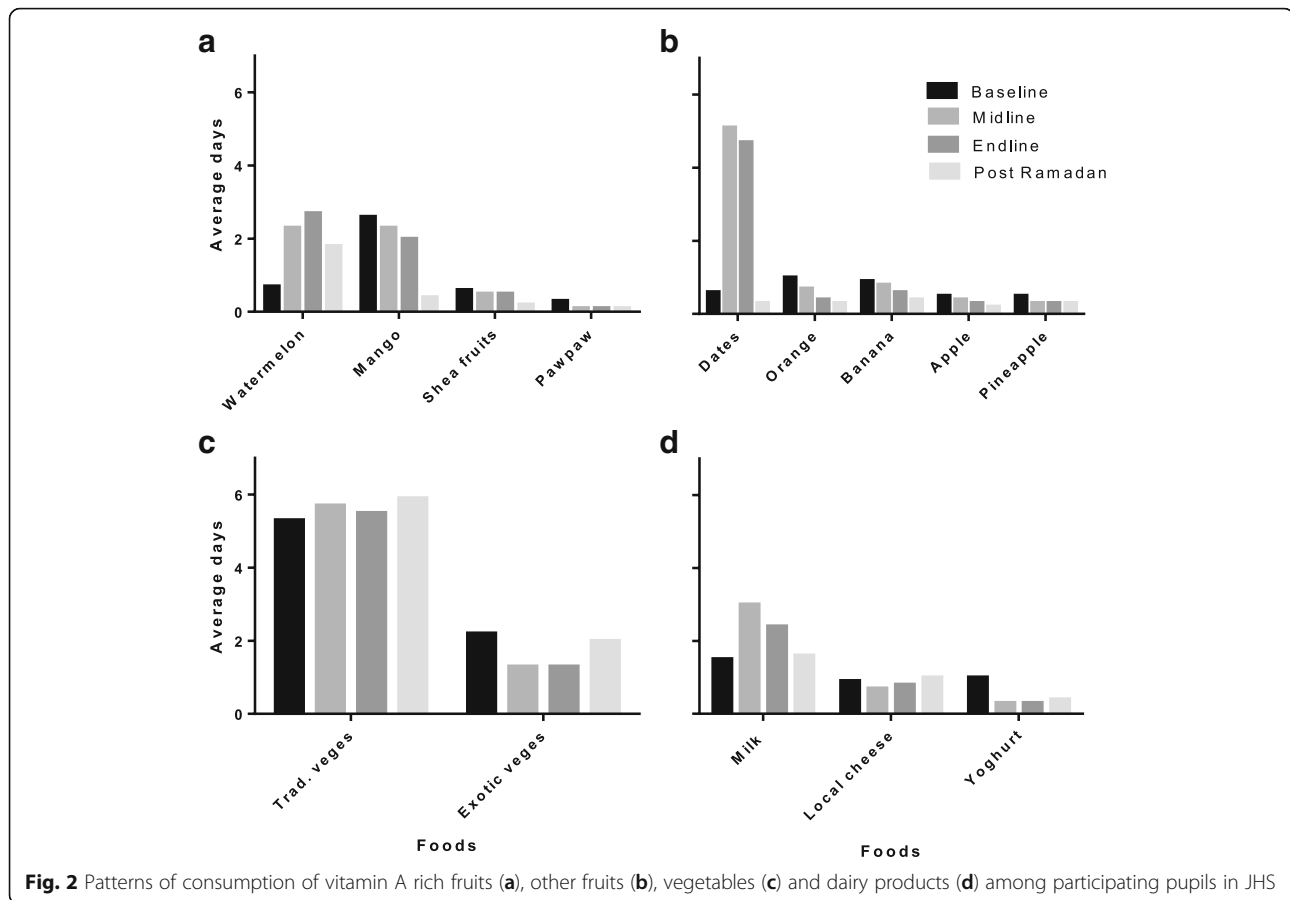 a
6
4
2
0
Average days
Watermelon
Mango
Shea fruits
Pawpaw
b
Baseline
Midline
Endline
Post Ramadan
Dates
Orange
Banana
Apple
Pineapple
c
6
4
2
0
Average days
Trad. veges
Exotic veges
Foods
d
Milk
Local cheese
Yoghurt
Foods
Fig. 2 Patterns of consumption of vitamin A rich fruits (a), other fruits (b), vegetables (c) and dairy products (d) among participating pupils in JHS